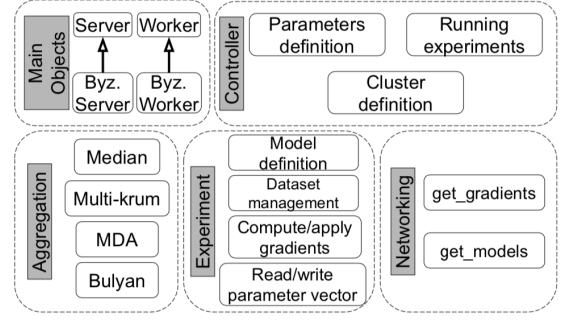 Main
Objects
Server
Worker
Byz.
Server
Byz.
Worker
Controller
Parameters
definition
Running
experiments
Cluster
definition
Aggregation
Median
Multi-krum
MDA
Bulyan
Experiment
Model
definition
Dataset
management
Compute/apply
gradients
Read/write
parameter vector
Networking
get_gradients
get_models